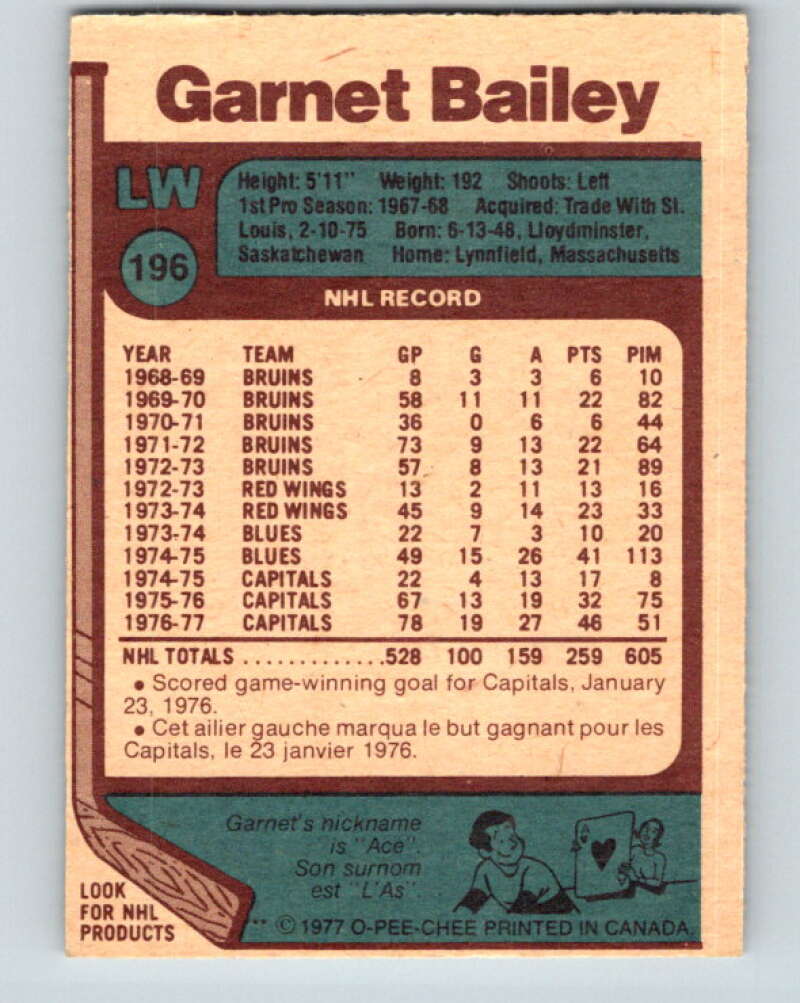 Garnet Bailey
LW
196
Height: 5'11" Weight: 192 Shoots: Left
1st Pro Season: 1967-68 Acquired: Trade With St.
Louis, 2-10-75 Born: 6-13-48, Lloydminster,
Saskatchewan Home: Lynnfield, Massachusetts
NHL RECORD
YEAR TEAM GP G A PTS PIM
1968-69 BRUINS 8 3 3 6 10
1969-70 BRUINS 58 11 11 22 82
1970-71 BRUINS 36 0 6 6 44
1971-72 BRUINS 73 9 13 22 64
1972-73 BRUINS 57 8 13 21 89
1972-73 RED WINGS 13 2 11 13 16
1973-74 RED WINGS 45 9 14 23 33
1973-74 BLUES 22 7 3 10 20
1974-75 BLUES 49 15 26 41 113
1974-75 CAPITALS 22 4 13 17 8
1975-76 CAPITALS 67 13 19 32 75
1976-77 CAPITALS 78 19 27 46 51
NHL TOTALS .............528 100 159 259 605
• Scored game-winning goal for Capitals, January
23, 1976.
• Cet ailier gauche marqua le but gagnant pour les
Capitals, le 23 janvier 1976.
Garnet's nickname
is "Ace".
Son surnom
est "L'As".
A
LOOK
FOR NHL
PRODUCTS
** © 1977 O-PEE-CHEE PRINTED IN CANADA.